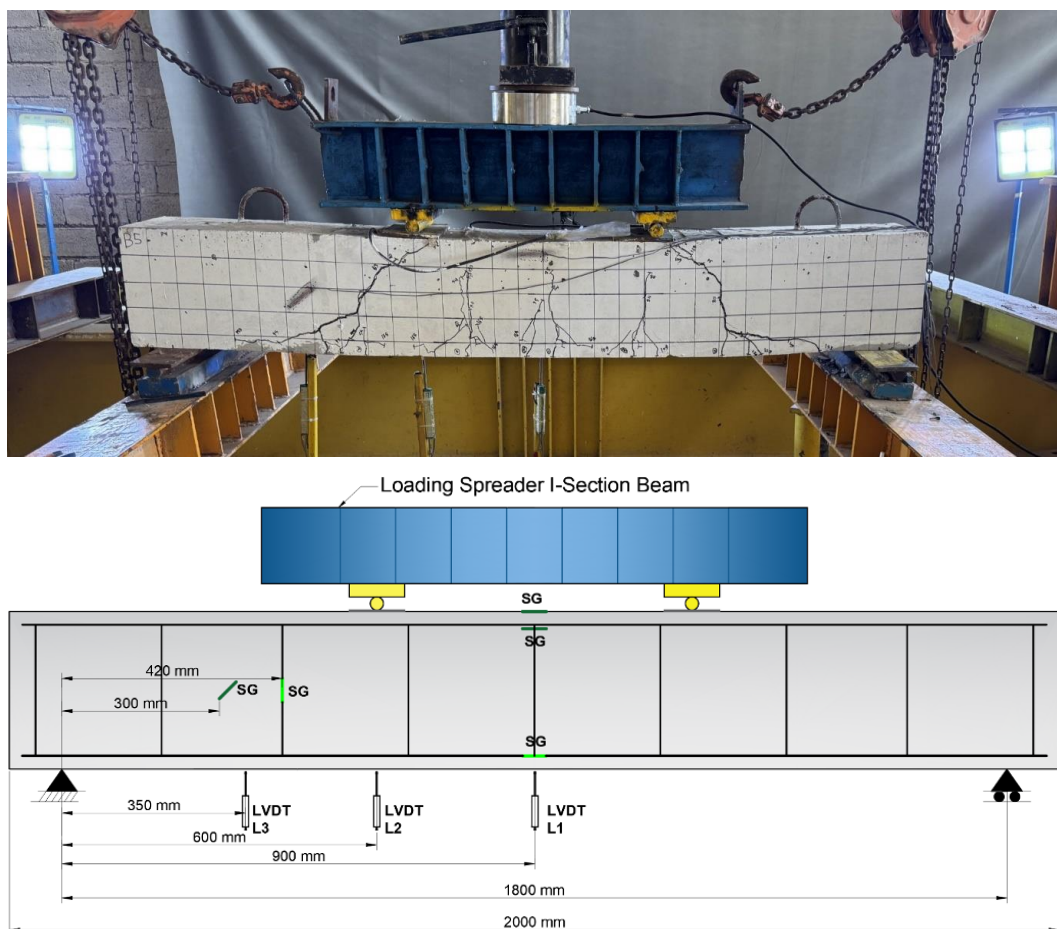 B5
Loading Spreader I-Section Beam
SG
SG
420 mm
SG
SG
300 mm
SG
350 mm
LVDT
L3
LVDT
L2
LVDT
L1
600 mm
900 mm
1800 mm
2000 mm